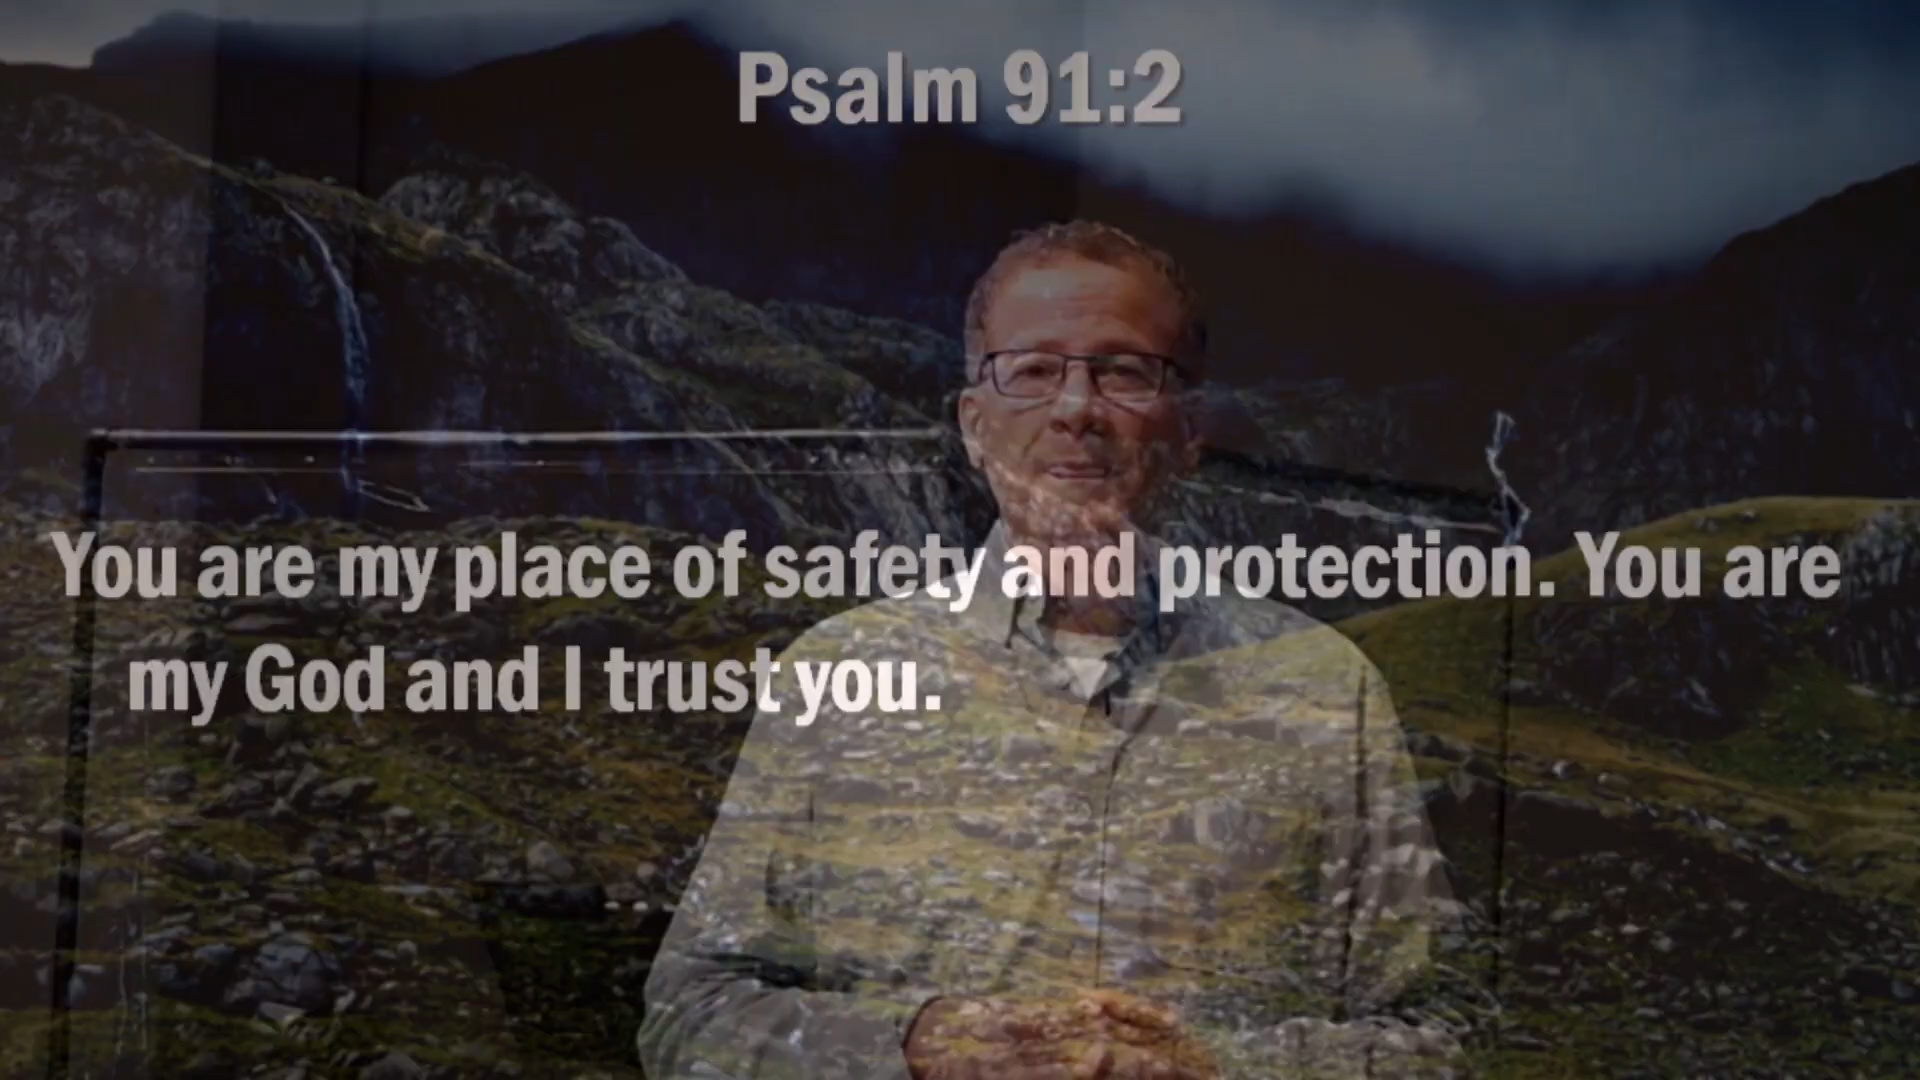 Psalm 91:2
You are my place of safety and protection. You are
my God and I trust you.